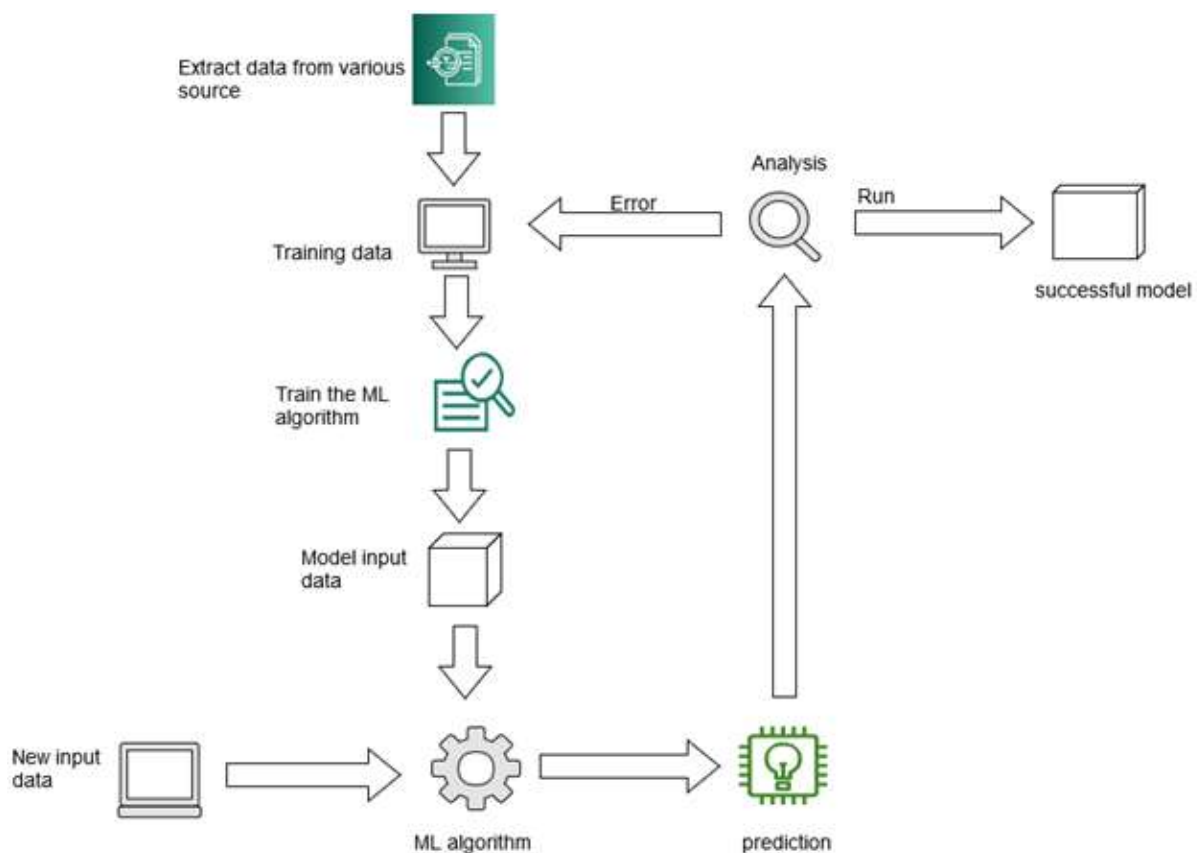 Extract data from various
source
Analysis
Error
Run
Training data
successful model
Train the ML
algorithm
Model input
data
New input
data
ML algorithm
prediction